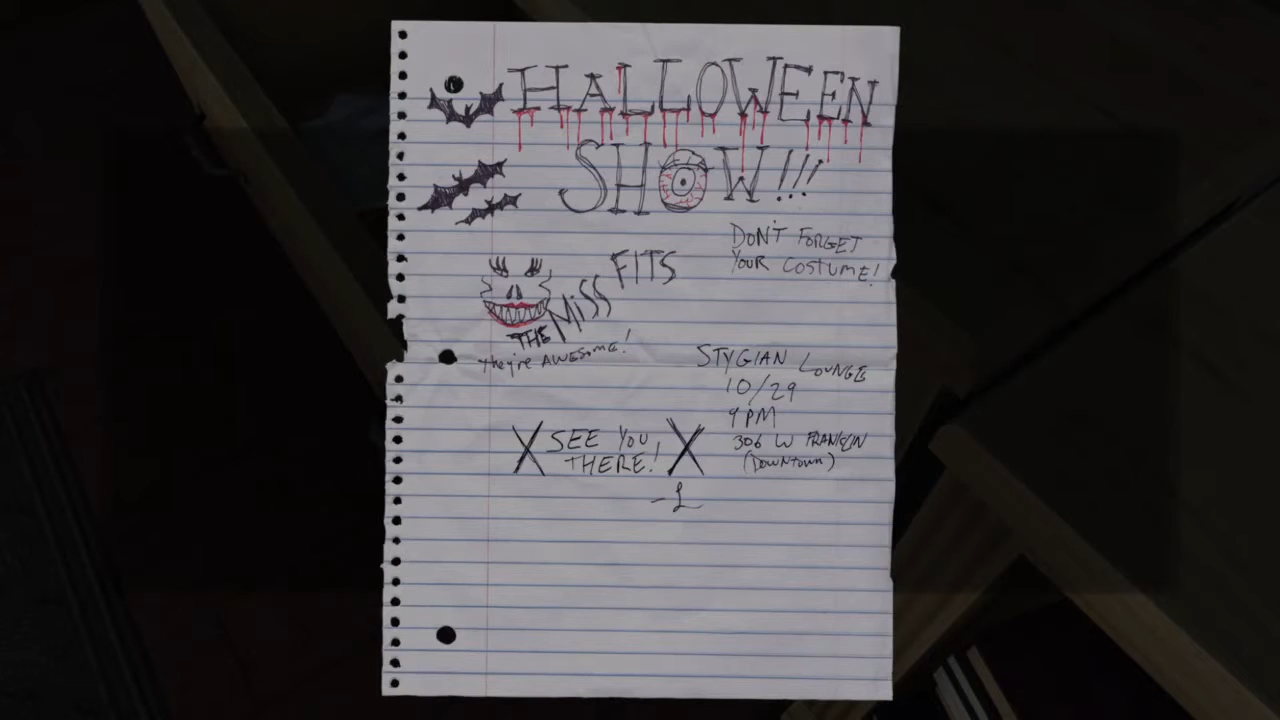 HALLOWEEN
SHOW!!!
DON'T FORGET
YOUR COSTUME!
THE MISS FITS
they're AWESOME!
STYGIAN LOUNGE
10/29
9PM
306 W FRANKLIN
(DOWNTOWN)
X SEE YOU X
THERE!
-L